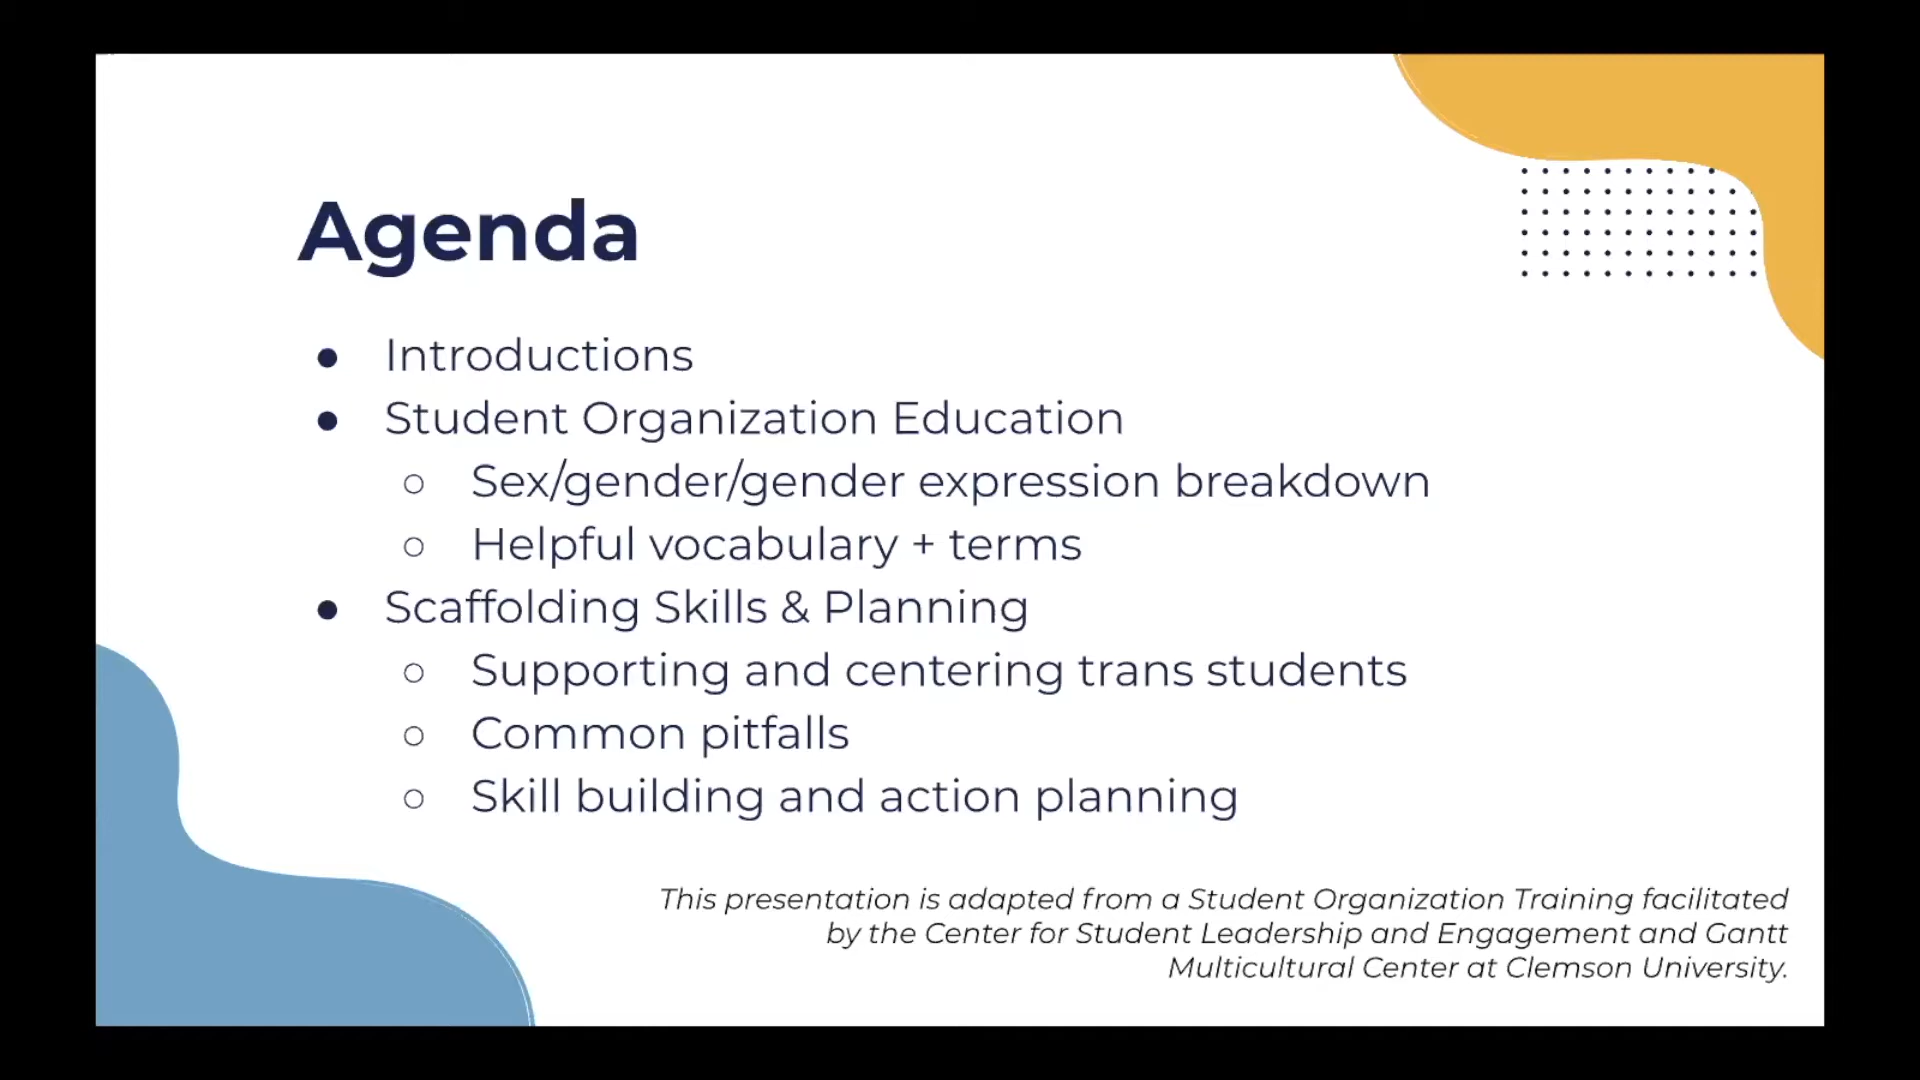 Agenda
● Introductions
● Student Organization Education
○ Sex/gender/gender expression breakdown
○ Helpful vocabulary + terms
● Scaffolding Skills & Planning
○ Supporting and centering trans students
○ Common pitfalls
○ Skill building and action planning
This presentation is adapted from a Student Organization Training facilitated
by the Center for Student Leadership and Engagement and Gantt
Multicultural Center at Clemson University.